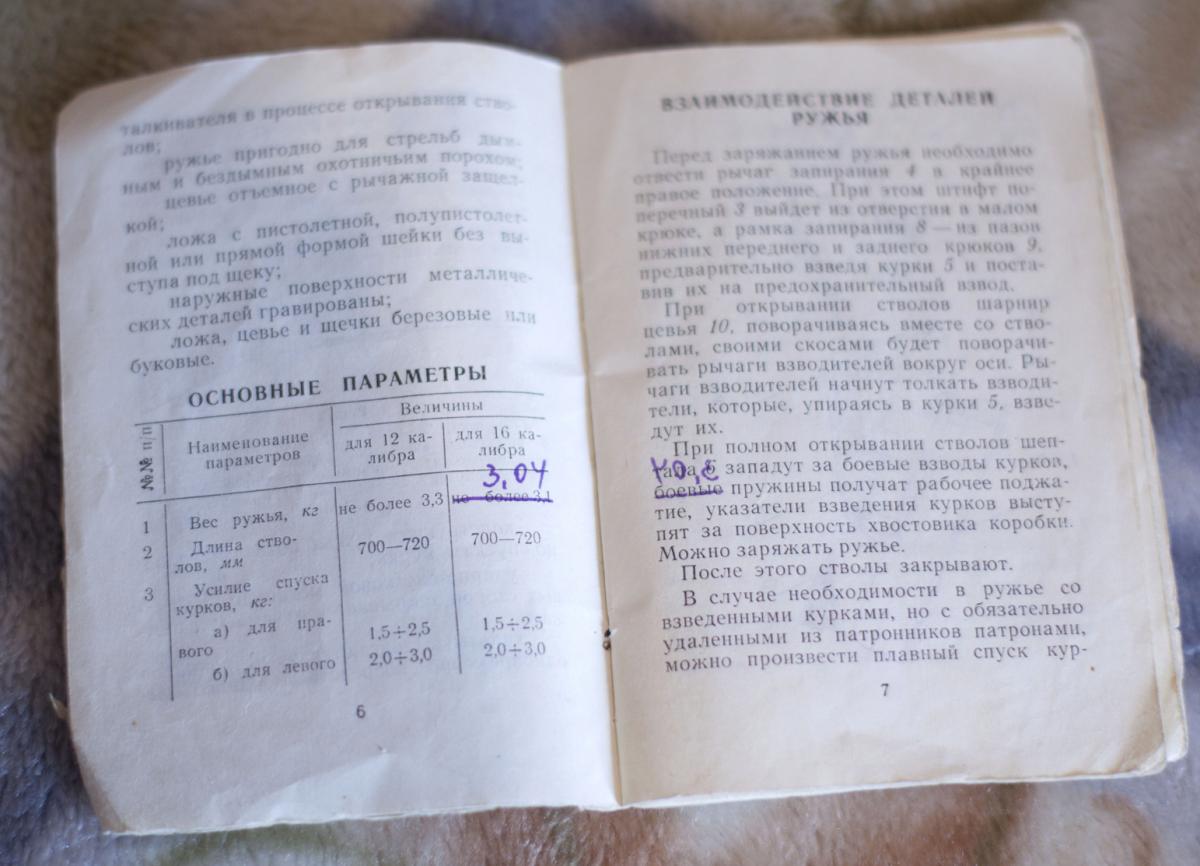 талкивателя в процессе открывания ство-
лов;
ружье пригодно для стрельб дым-
ным и бездымным охотничьим порохом;
цевье отъемное с рычажной защел-
кой;
ложа с пистолетной, полупистолет-
ной или прямой формой шейки без вы-
ступа под щеку;
наружные поверхности металличе-
ских деталей гравированы;
ложа, цевье и щечки березовые или
буковые.
ОСНОВНЫЕ ПАРАМЕТРЫ
№№ п/п
Наименование параметров
Величины
для 12 ка-
либра
для 16 ка-
либра
3,04
1 Вес ружья, кг не более 3,3 не более 3,1
2 Длина ство-
лов, мм 700—720 700—720
3 Усилие спуска
курков, кг:
а) для пра-
вого 1,5÷2,5 1,5÷2,5
б) для левого 2,0÷3,0 2,0÷3,0
6
ВЗАИМОДЕЙСТВИЕ ДЕТАЛЕЙ
РУЖЬЯ
Перед заряжанием ружья необходимо
отвести рычаг запирания 4 в крайнее
правое положение. При этом штифт по-
перечный 3 выйдет из отверстия в малом
крюке, а рамка запирания 8 — из пазов
нижних переднего и заднего крюков 9,
предварительно взведя курки 5 и поста-
вив их на предохранительный взвод.
При открывании стволов шарнир
цевья 10, поворачиваясь вместе со ство-
лами, своими скосами будет поворачи-
вать рычаги взводителей вокруг оси. Ры-
чаги взводителей начнут толкать взводи-
тели, которые, упираясь в курки 5, взве-
дут их.
При полном открывании стволов шеп-
тала 6 западут за боевые взводы курков,
боевые пружины получат рабочее поджа-
тие, указатели взведения курков высту-
пят за поверхность хвостовика коробки.
Можно заряжать ружье.
После этого стволы закрывают.
В случае необходимости в ружье со
взведенными курками, но с обязательно
удаленными из патронников патронами,
можно произвести плавный спуск кур-
7